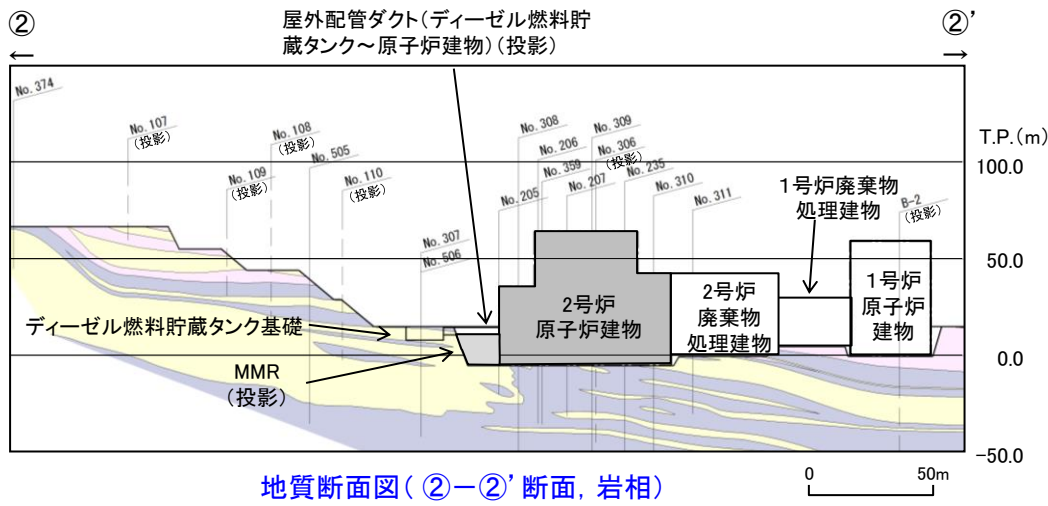 ②
屋外配管ダクト(ディーゼル燃料貯
蔵タンク～原子炉建物)(投影)
②’
←
→
No. 374
No. 107
(投影)
No. 108
(投影)
No. 109
(投影)
No. 505
No. 110
(投影)
No. 307
No. 506
No. 205
No. 308
No. 206
No. 359
No. 207
No. 309
No. 306
(投影)
No. 235
No. 310
No. 311
B-2
(投影)
T.P.(m)
100.0
50.0
0.0
-50.0
1号炉廃棄物
処理建物
2号炉
原子炉建物
2号炉
廃棄物
処理建物
1号炉
原子炉
建物
ディーゼル燃料貯蔵タンク基礎
MMR
(投影)
地質断面図(②－②’断面, 岩相)
0
50m